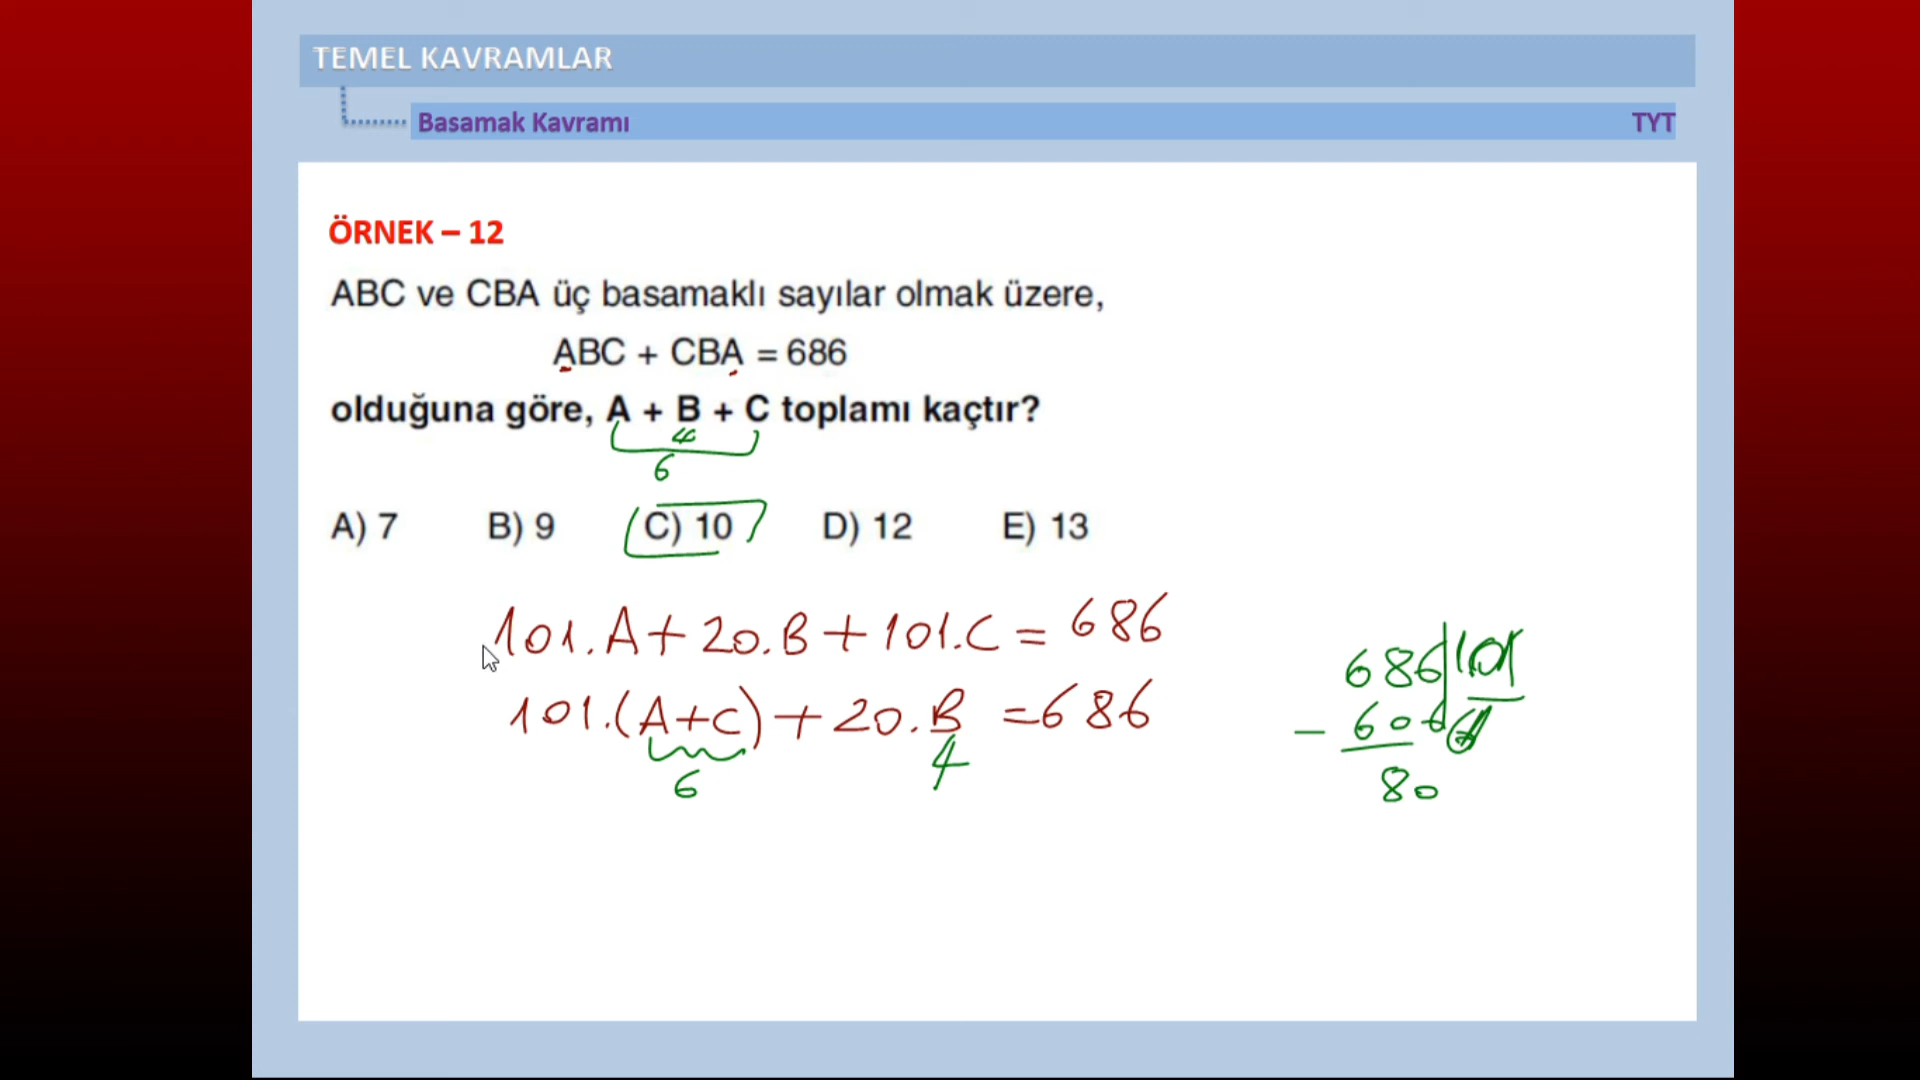 TEMEL KAVRAMLAR
Basamak Kavramı TYT
ÖRNEK – 12
ABC ve CBA üç basamaklı sayılar olmak üzere,
ABC + CBA = 686
olduğuna göre, A + B + C toplamı kaçtır?
4
6
A) 7 B) 9 C) 10 D) 12 E) 13
101.A + 20.B + 101.C = 686
101.(A+C) + 20.B = 686
6 4
686 101
- 606
80